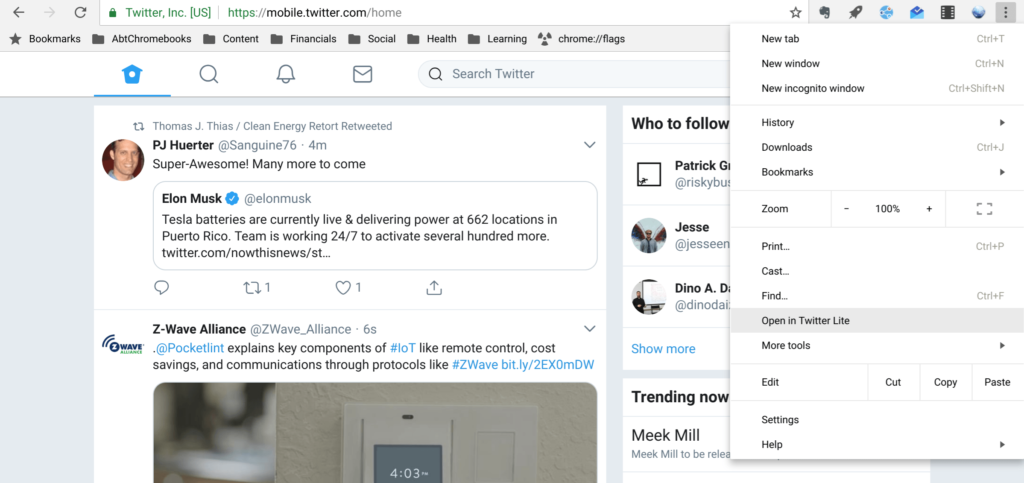 Twitter, Inc. [US] https://mobile.twitter.com/home
Bookmarks AbtChromebooks Content Financials Social Health Learning chrome://flags
Search Twitter
Thomas J. Thias / Clean Energy Retort Retweeted
PJ Huerter @Sanguine76 · 4m
Super-Awesome! Many more to come
Elon Musk @elonmusk
Tesla batteries are currently live & delivering power at 662 locations in
Puerto Rico. Team is working 24/7 to activate several hundred more.
twitter.com/nowthisnews/st…
1 1
Z-Wave Alliance @ZWave_Alliance · 6s
Z WAVE
ALLIANCE
.@Pocketlint explains key components of #IoT like remote control, cost
savings, and communications through protocols like #ZWave bit.ly/2EX0mDW
4:03 PM
Who to follow
Patrick Gr
@riskybus
Jesse
@jesseen
Dino A. Da
@dinodaiz
Show more
Trending now
Meek Mill
Meek Mill to be relea
New tab Ctrl+T
New window Ctrl+N
New incognito window Ctrl+Shift+N
History
Downloads Ctrl+J
Bookmarks
Zoom - 100% +
Print... Ctrl+P
Cast...
Find... Ctrl+F
Open in Twitter Lite
More tools
Edit Cut Copy Paste
Settings
Help